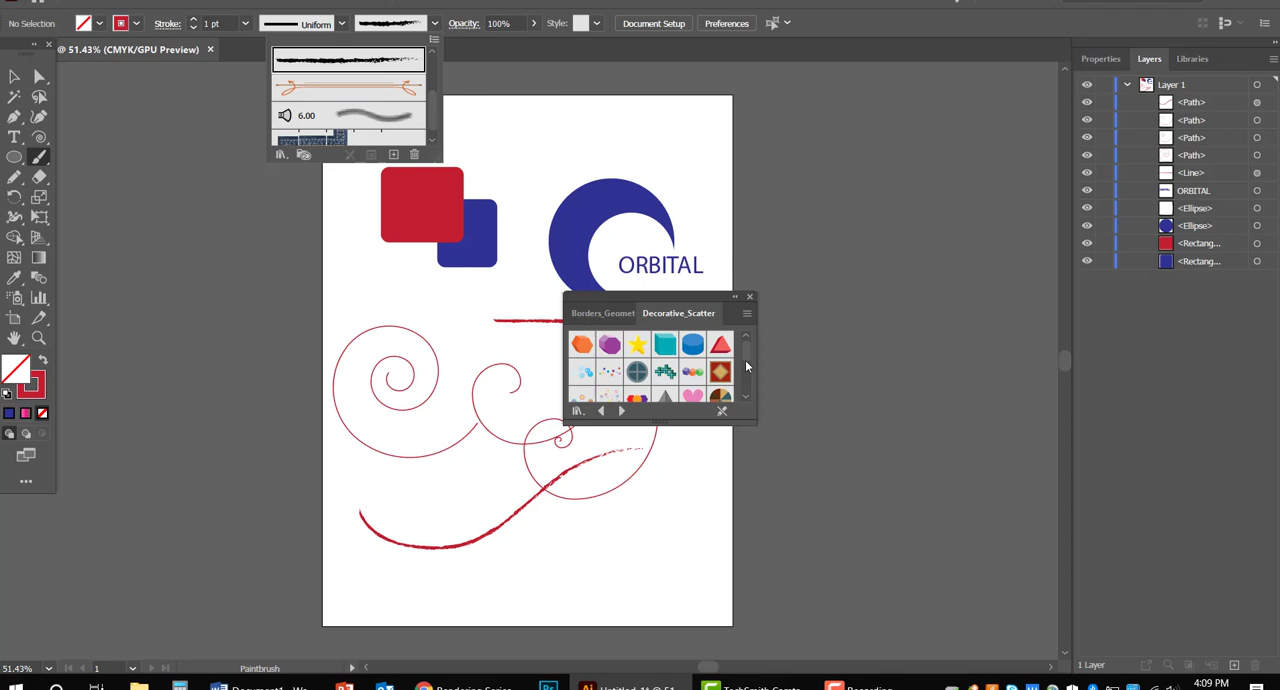 No Selection
Stroke:
1 pt
Uniform
Opacity:
100%
Style:
Document Setup
Preferences
@ 51.43% (CMYK/GPU Preview)
6.00
ORBITAL
Borders_Geomet
Decorative_Scatter
Properties
Layers
Libraries
Layer 1
<Path>
<Path>
<Path>
<Path>
<Line>
ORBITAL
<Ellipse>
<Ellipse>
<Rectang...
<Rectang...
1 Layer
51.43%
1
Paintbrush
4:09 PM